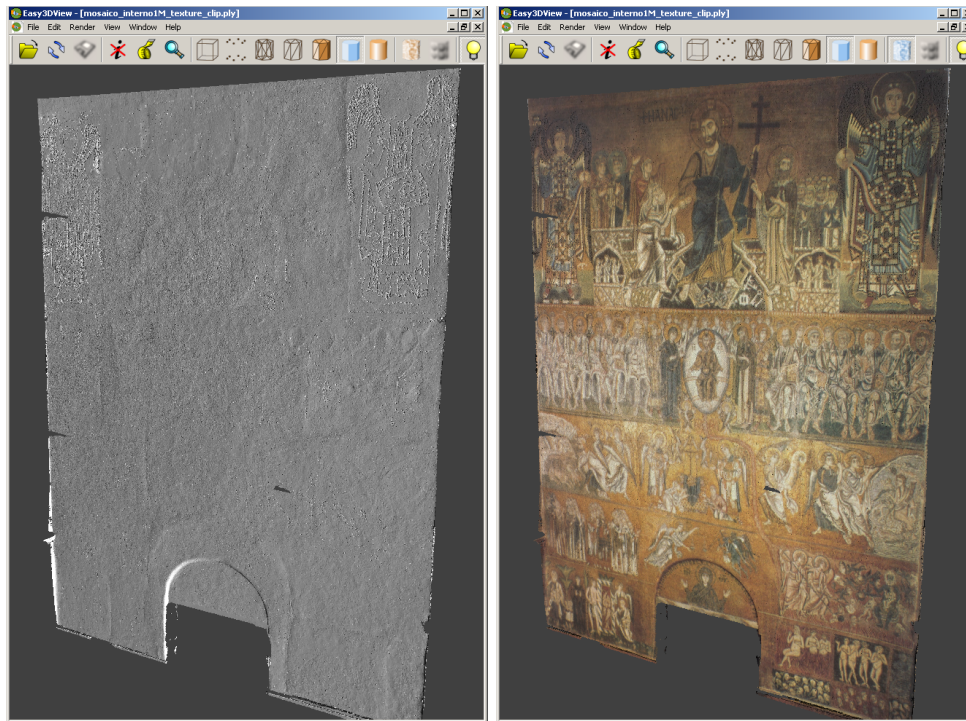 Easy3DView - [mosaico_interno1M_texture_clip.ply]
File Edit Render View Window Help
Easy3DView - [mosaico_interno1M_texture_clip.ply]
File Edit Render View Window Help